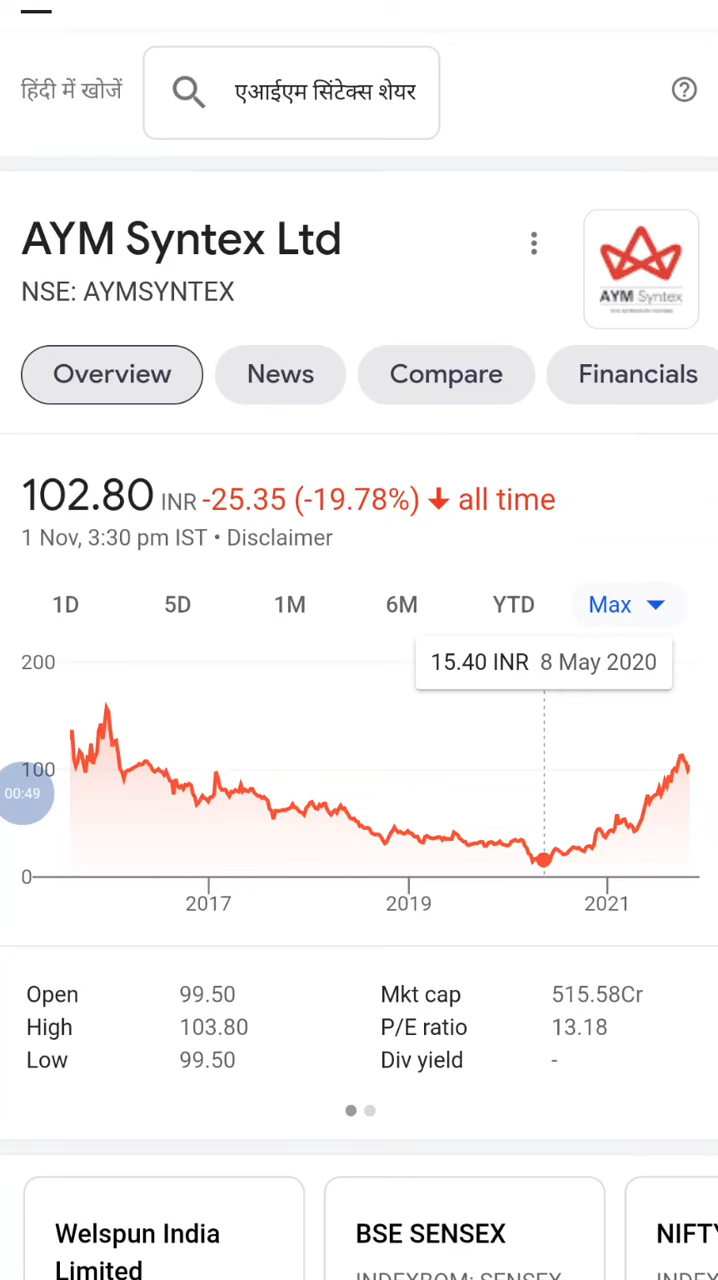 हिंदी में खोजें
एआईएम सिंटेक्स शेयर
AYM Syntex Ltd
NSE: AYMSYNTEX
AYM Syntex
Overview
News
Compare
Financials
102.80 INR -25.35 (-19.78%) all time
1 Nov, 3:30 pm IST • Disclaimer
1D 5D 1M 6M YTD Max
15.40 INR 8 May 2020
200
100
00:49
0
2017 2019 2021
Open 99.50 Mkt cap 515.58Cr
High 103.80 P/E ratio 13.18
Low 99.50 Div yield -
Welspun India BSE SENSEX NIFTY
Limited INDEXBOM: SENSEX